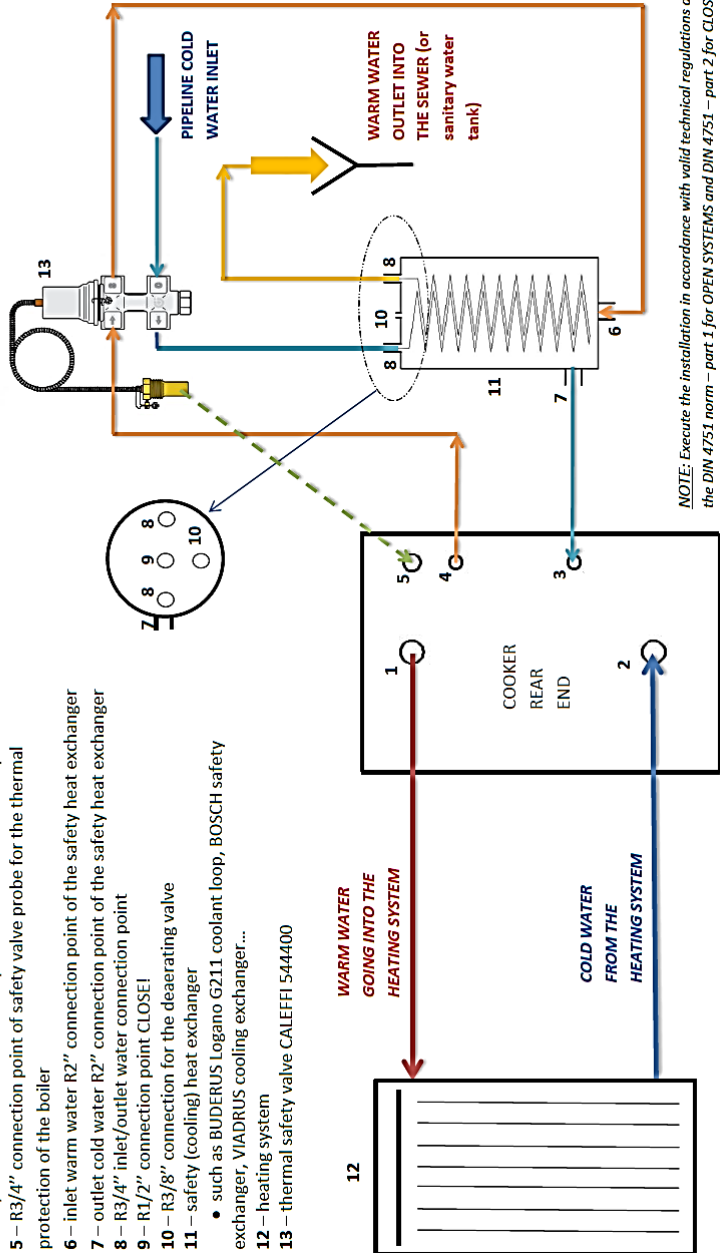 5 – R3/4″ connection point of safety valve probe for the thermal
protection of the boiler
6 – inlet warm water R2″ connection point of the safety heat exchanger
7 – outlet cold water R2″ connection point of the safety heat exchanger
8 – R3/4″ inlet/outlet water connection point
9 – R1/2″ connection point CLOSE!
10 – R3/8″ connection for the deaerating valve
11 – safety (cooling) heat exchanger
• such as BUDERUS Logano G211 coolant loop, BOSCH safety
exchanger, VIADRUS cooling exchanger...
12 – heating system
13 – thermal safety valve CALEFFI 544400
13
PIPELINE COLD
WATER INLET
WARM WATER
OUTLET INTO
THE SEWER (or
sanitary water
tank)
7
8
9
8
10
8
10
8
11
7
6
5
4
3
1
2
COOKER
REAR
END
WARM WATER
GOING INTO THE
HEATING SYSTEM
COLD WATER
FROM THE
HEATING SYSTEM
12
NOTE: Execute the installation in accordance with valid technical regulations
the DIN 4751 norm – part 1 for OPEN SYSTEMS and DIN 4751 – part 2 for